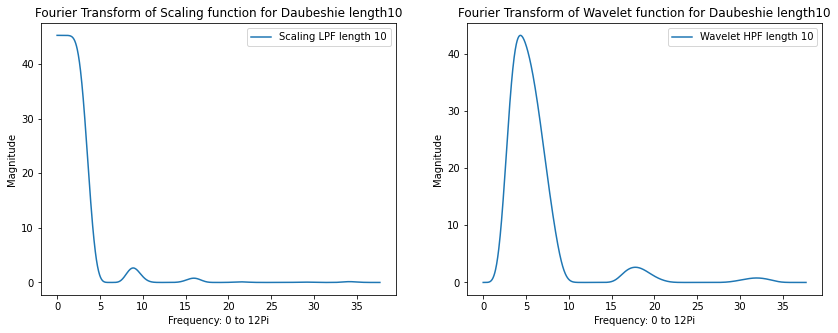 Fourier Transform of Scaling function for Daubeshie length10
Scaling LPF length 10
Magnitude
40
30
20
10
0
0 5 10 15 20 25 30 35
Frequency: 0 to 12Pi
Fourier Transform of Wavelet function for Daubeshie length10
Wavelet HPF length 10
Magnitude
40
30
20
10
0
0 5 10 15 20 25 30 35
Frequency: 0 to 12Pi